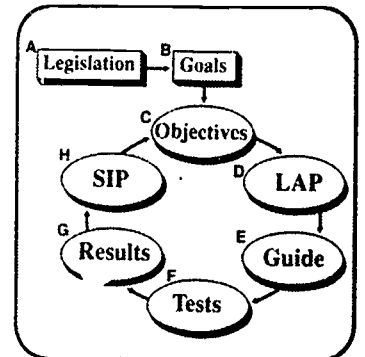 A
Legislation
B
Goals
C
Objectives
H
SIP
D
LAP
G
Results
E
Guide
F
Tests